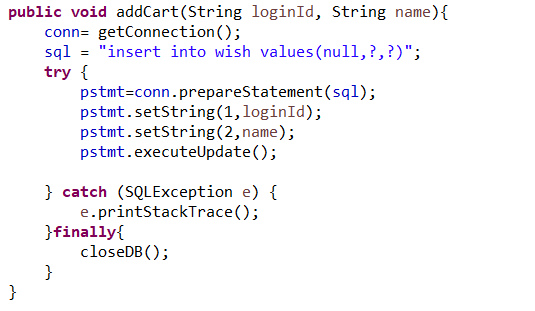 public void addCart(String loginId, String name){
conn= getConnection();
sql = "insert into wish values(null,?,?)";
try {
pstmt=conn.prepareStatement(sql);
pstmt.setString(1,loginId);
pstmt.setString(2,name);
pstmt.executeUpdate();
} catch (SQLException e) {
e.printStackTrace();
}finally{
closeDB();
}
}